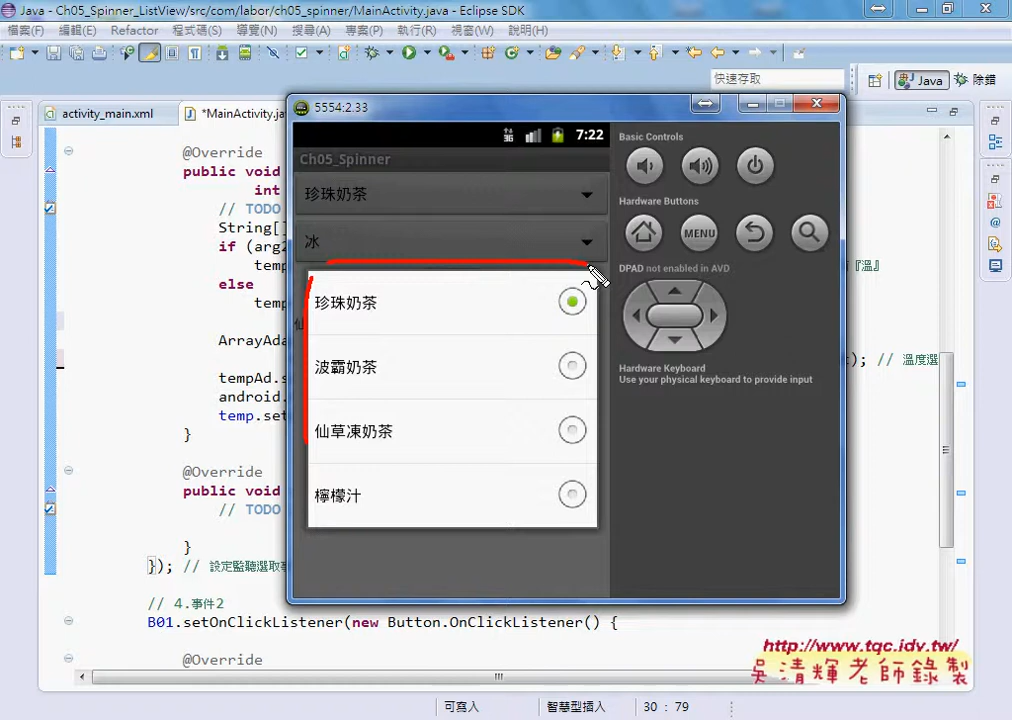 Java - Ch05_Spinner_ListView/src/com/labor/ch05_spinner/MainActivity.java - Eclipse SDK
檔案(F) 編輯(E) Refactor 程式碼(S) 導覽(N) 搜尋(A) 專案(P) 執行(R) 視窗(W) 說明(H)
快速存取
Java
除錯
activity_main.xml
*MainActivity.ja
@Override
public void
int
// TODO
String[]
if (arg2
temp
『溫』
else
temp
ArrayAda
); // 溫度選
tempAd.s
android.
temp.set
}
@Override
public void
// TODO
}
}); // 設定監聽選取事
// 4.事件2
B01.setOnClickListener(new Button.OnClickListener() {
@Override
5554:2.33
3G
7:22
Ch05_Spinner
珍珠奶茶
冰
仙
珍珠奶茶
波霸奶茶
仙草凍奶茶
檸檬汁
Basic Controls
Hardware Buttons
MENU
DPAD not enabled in AVD
Hardware Keyboard
Use your physical keyboard to provide input
http://www.tqc.idv.tw/
吳清輝老師錄製
可寫入
智慧型插入
30 : 79